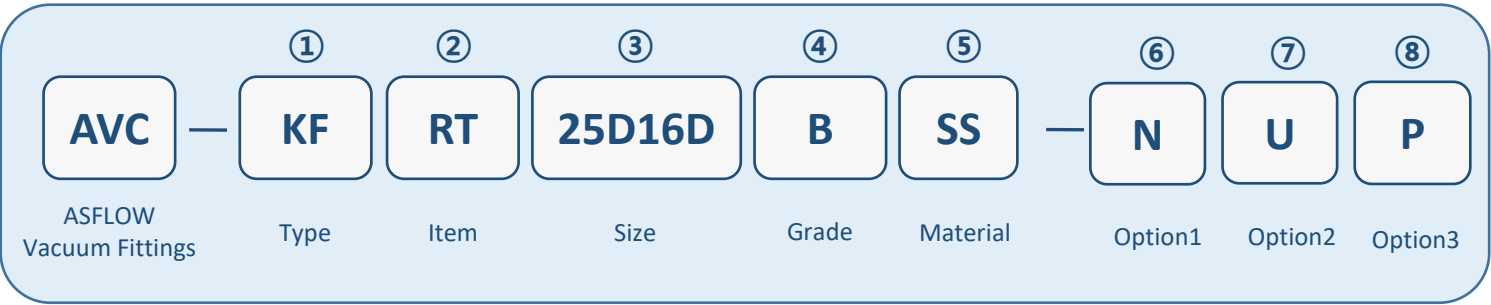 ① ② ③ ④ ⑤ ⑥ ⑦ ⑧
AVC — KF RT 25D16D B SS — N U P
ASFLOW
Vacuum Fittings
Type Item Size Grade Material Option1 Option2 Option3